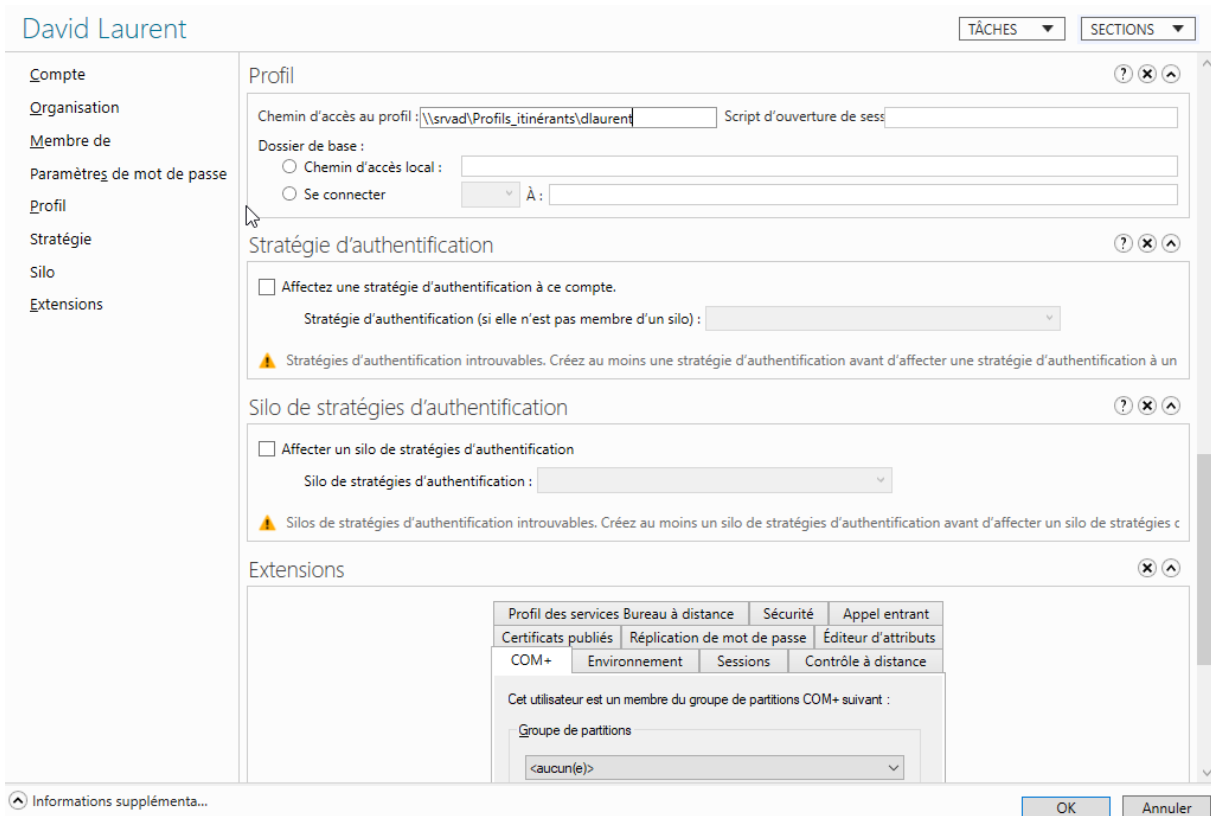 David Laurent
TÂCHES
SECTIONS
Compte
Organisation
Membre de
Paramètres de mot de passe
Profil
Stratégie
Silo
Extensions
Profil
Chemin d'accès au profil : \\srvad\Profils_itinérants\dlaurent Script d'ouverture de sess
Dossier de base :
Chemin d'accès local :
Se connecter À :
Stratégie d'authentification
Affectez une stratégie d'authentification à ce compte.
Stratégie d'authentification (si elle n'est pas membre d'un silo) :
Stratégies d'authentification introuvables. Créez au moins une stratégie d'authentification avant d'affecter une stratégie d'authentification à un
Silo de stratégies d'authentification
Affecter un silo de stratégies d'authentification
Silo de stratégies d'authentification :
Silos de stratégies d'authentification introuvables. Créez au moins un silo de stratégies d'authentification avant d'affecter un silo de stratégies
Extensions
Profil des services Bureau à distance Sécurité Appel entrant
Certificats publiés Réplication de mot de passe Éditeur d'attributs
COM+ Environnement Sessions Contrôle à distance
Cet utilisateur est un membre du groupe de partitions COM+ suivant :
Groupe de partitions
<aucun(e)>
Informations supplémenta...
OK Annuler